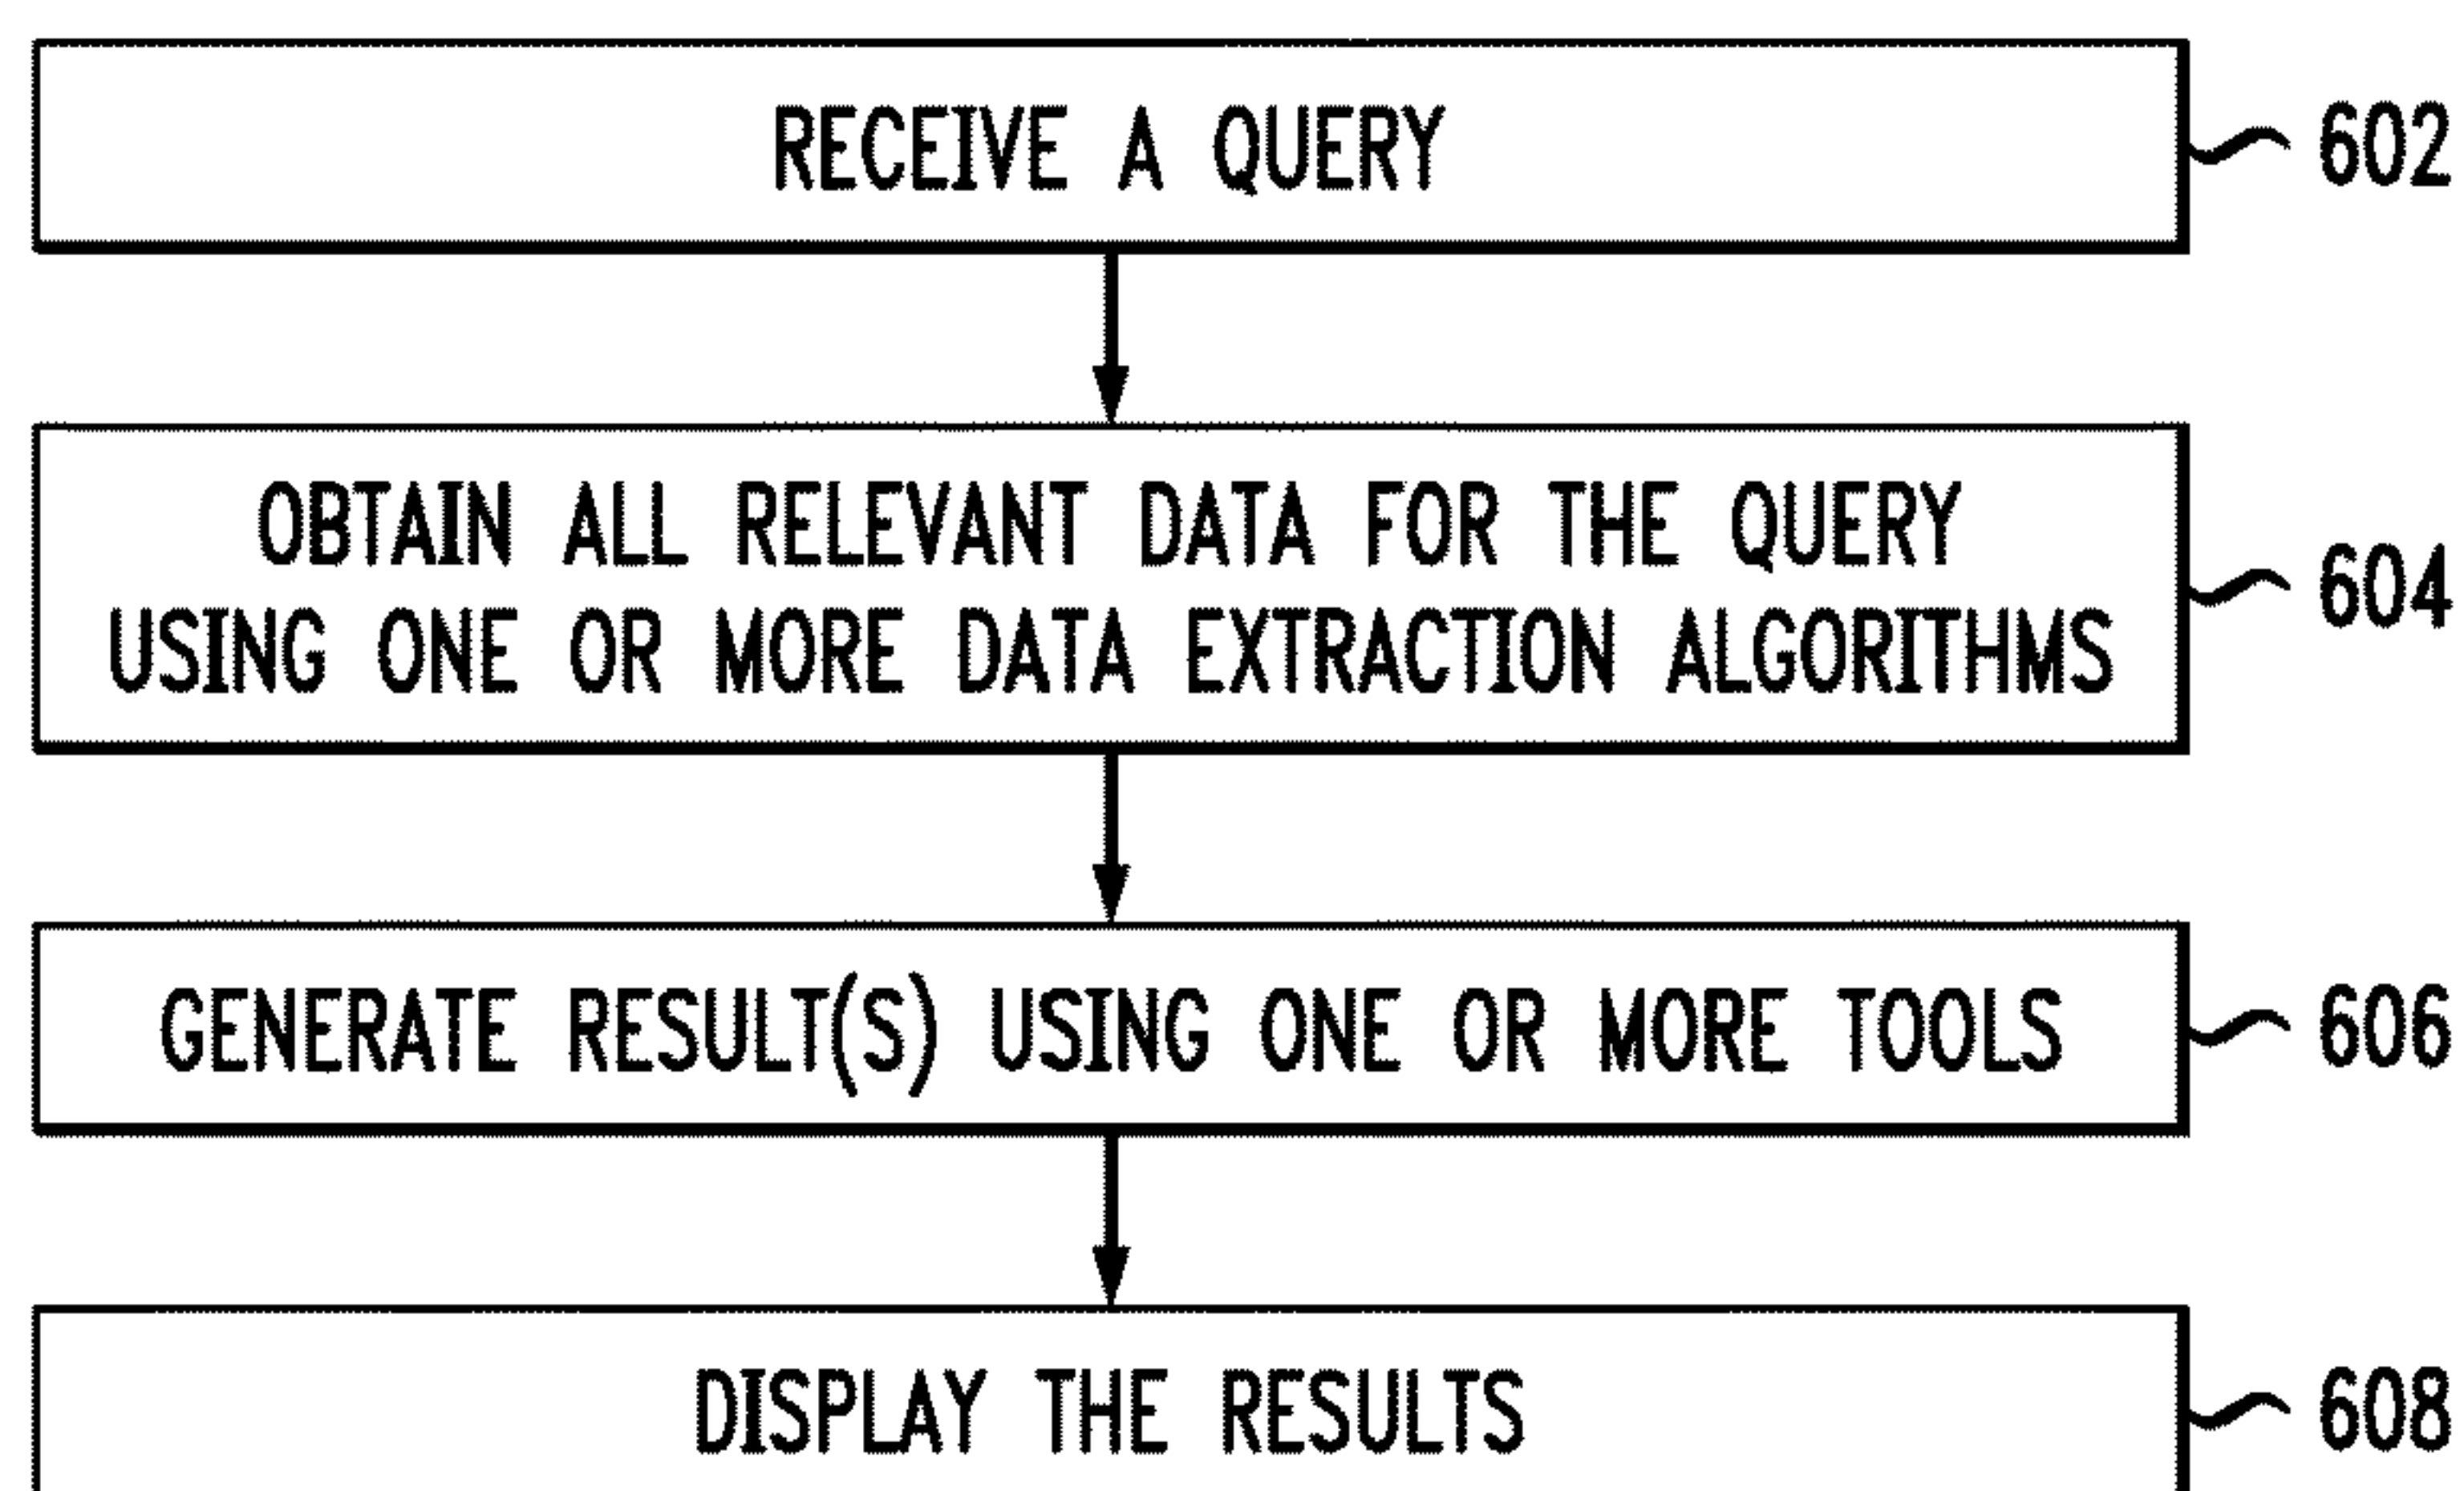 RECEIVE A QUERY
602
OBTAIN ALL RELEVANT DATA FOR THE QUERY
USING ONE OR MORE DATA EXTRACTION ALGORITHMS
604
GENERATE RESULT(S) USING ONE OR MORE TOOLS
606
DISPLAY THE RESULTS
608